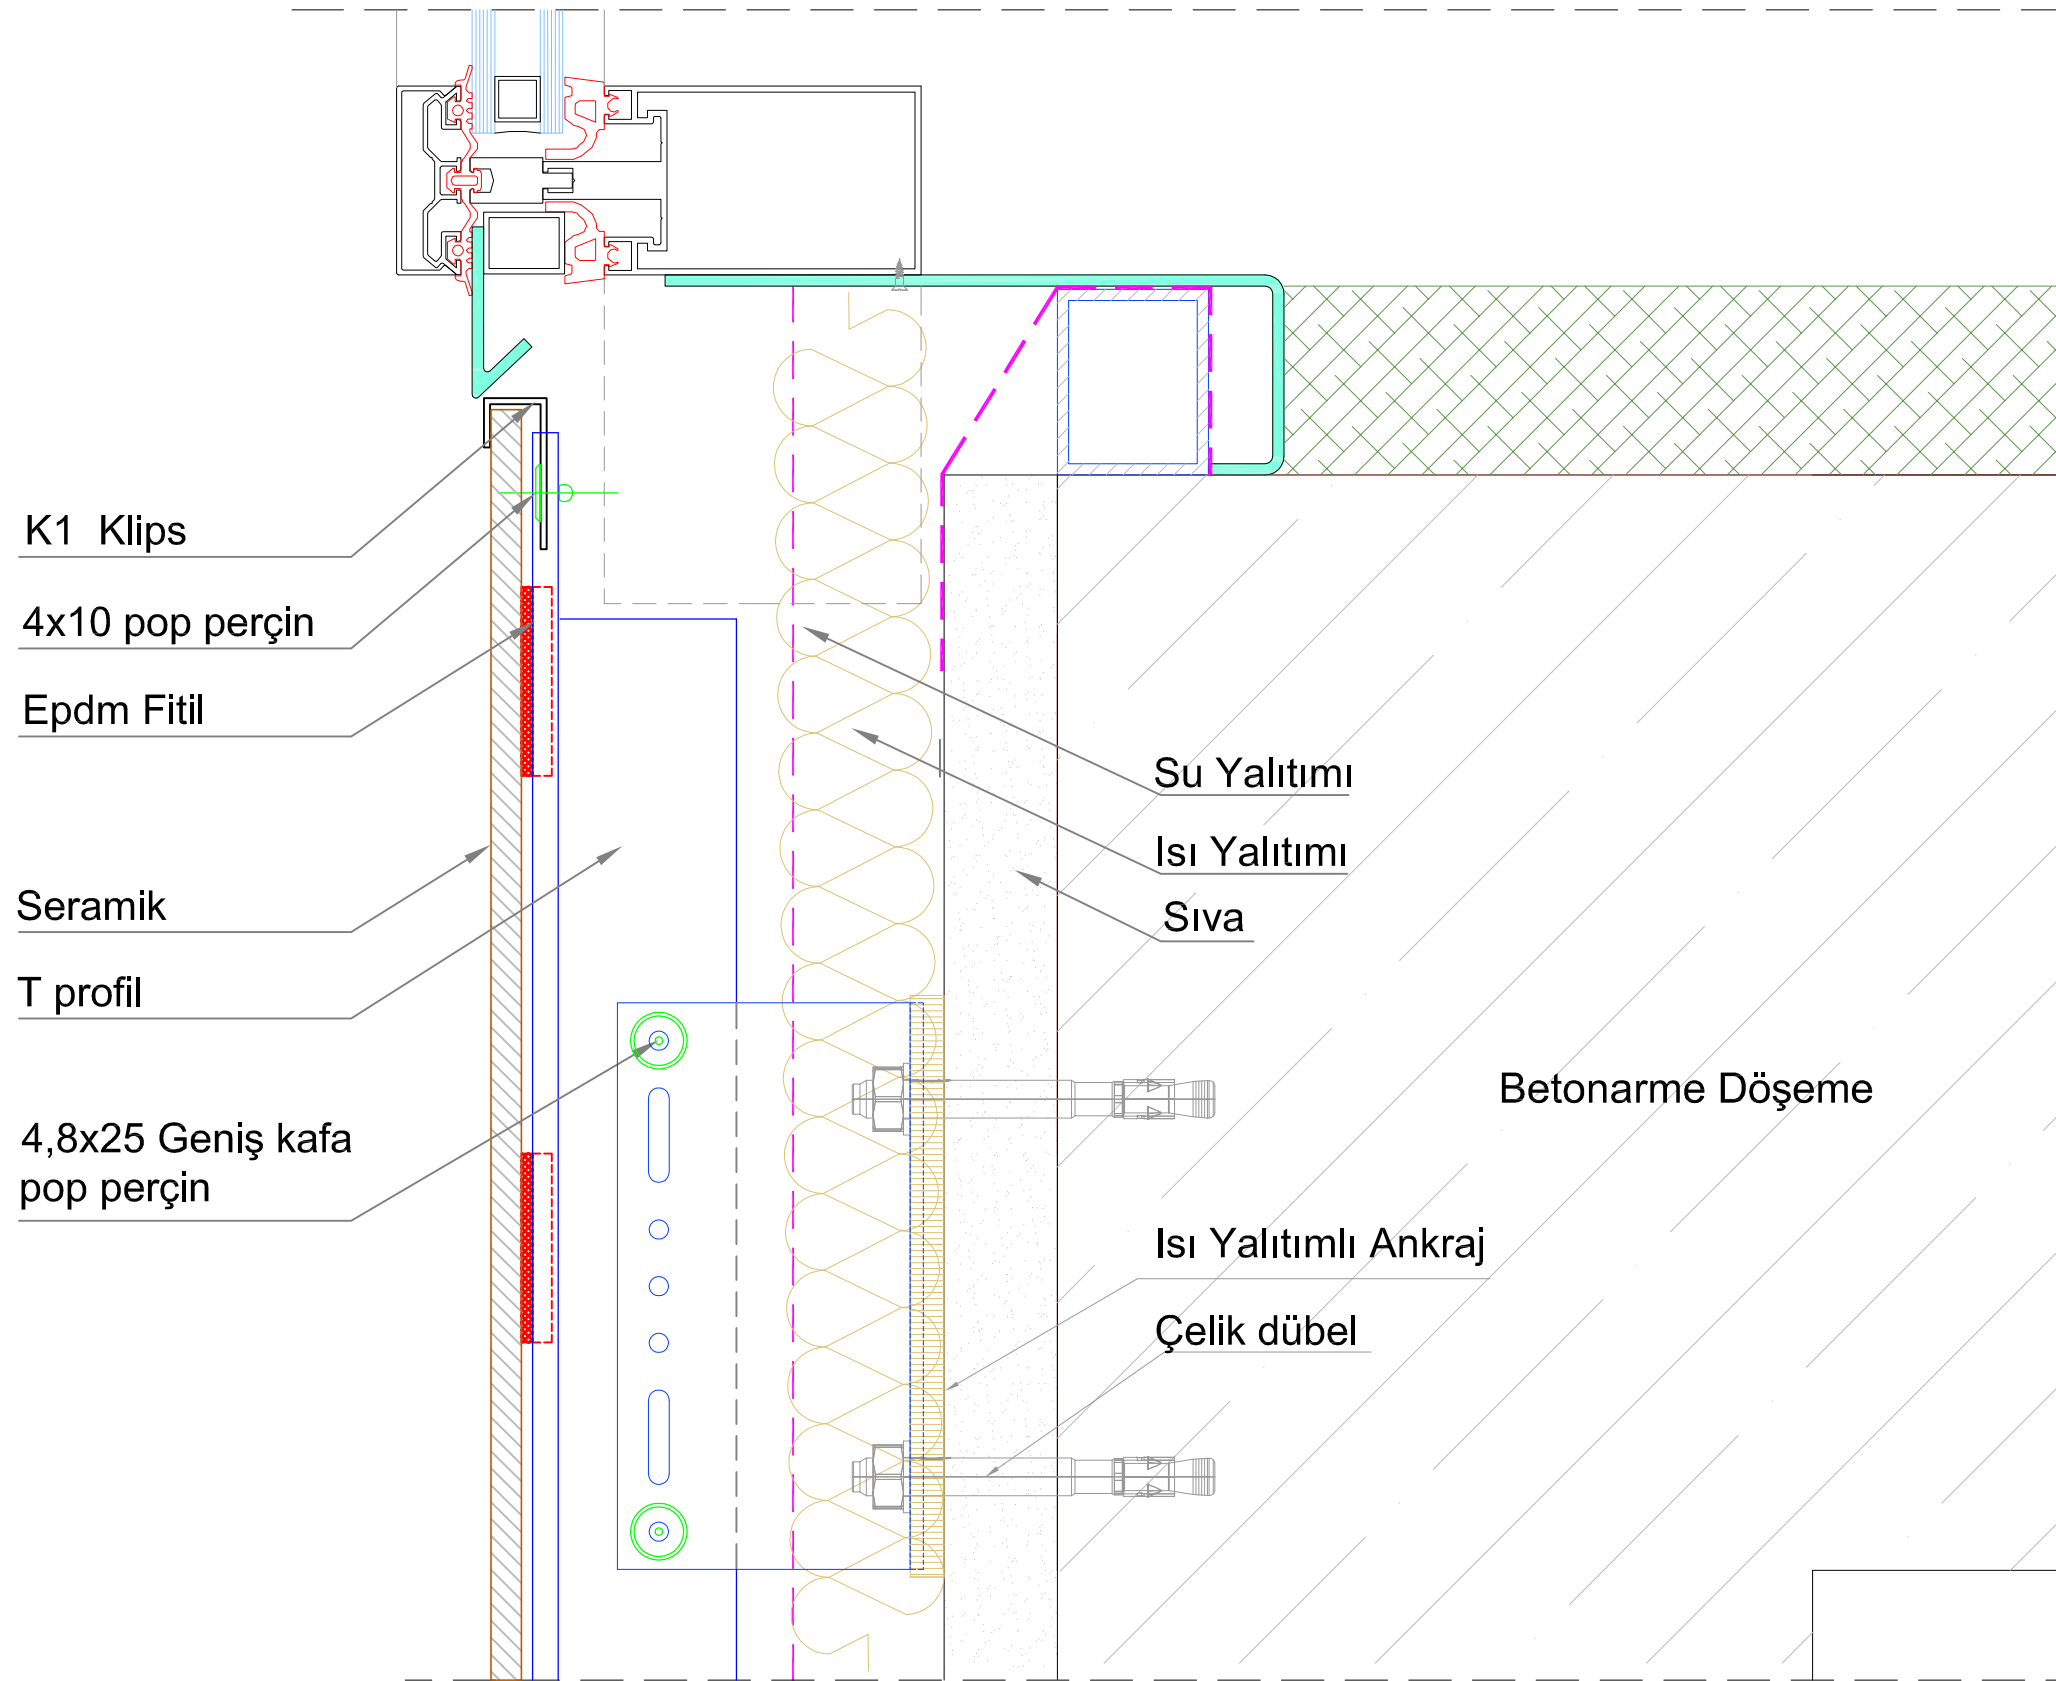 K1 Klips
4x10 pop perçin
Epdm Fitil
Seramik
T profil
4,8x25 Geniş kafa
pop perçin
Su Yalıtımı
Isı Yalıtımı
Sıva
Betonarme Döşeme
Isı Yalıtımlı Ankraj
Çelik dübel